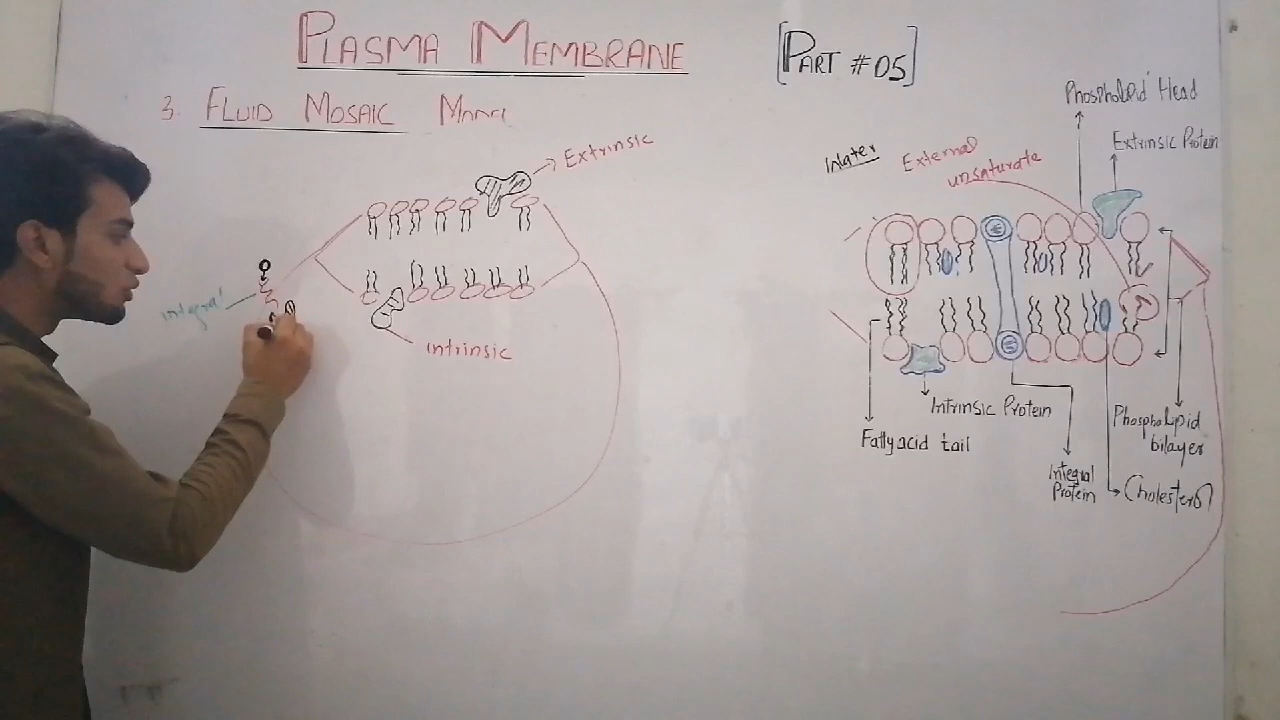 PLASMA MEMBRANE
[PART #05]
3. FLUID MOSAIC Model
Extrinsic
integral
Intrinsic
Phospholipid Head
Extrinsic Protein
External
unsaturate
Intrinsic Protein
Fatty acid tail
Integral
Protein
Phospholipid
bilayer
Cholesterol